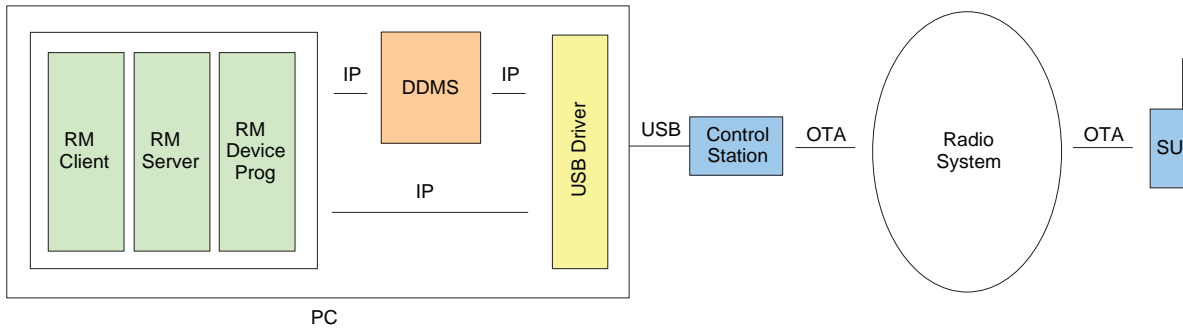 RM
Client
RM
Server
RM
Device
Prog
IP
DDMS
IP
IP
USB Driver
USB
Control
Station
OTA
Radio
System
OTA
SU
PC